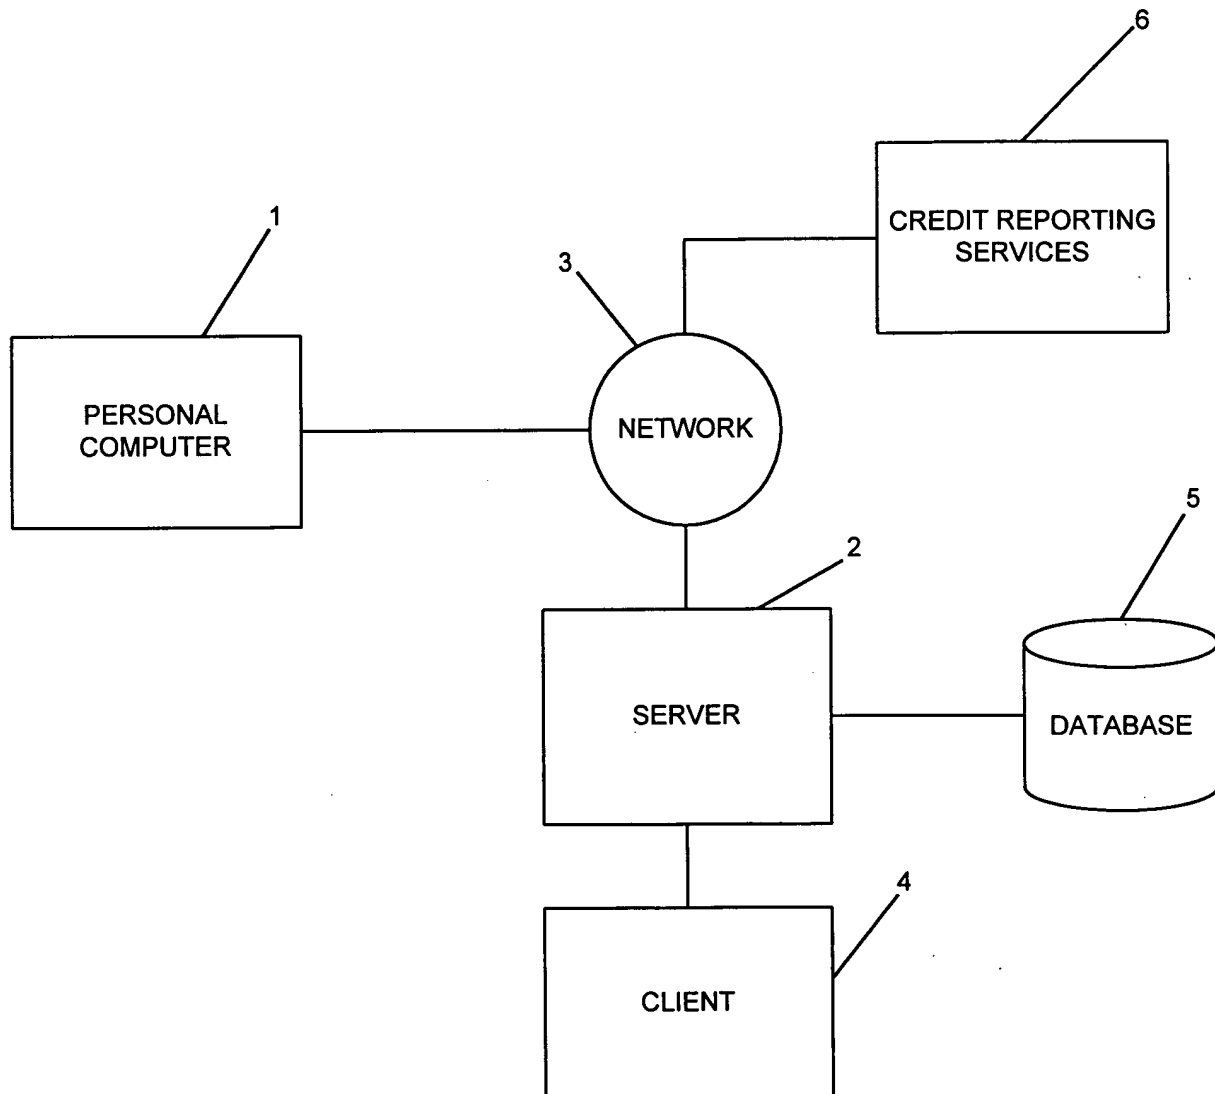 6
CREDIT REPORTING
SERVICES
1
3
PERSONAL
COMPUTER
NETWORK
5
2
SERVER
DATABASE
4
CLIENT